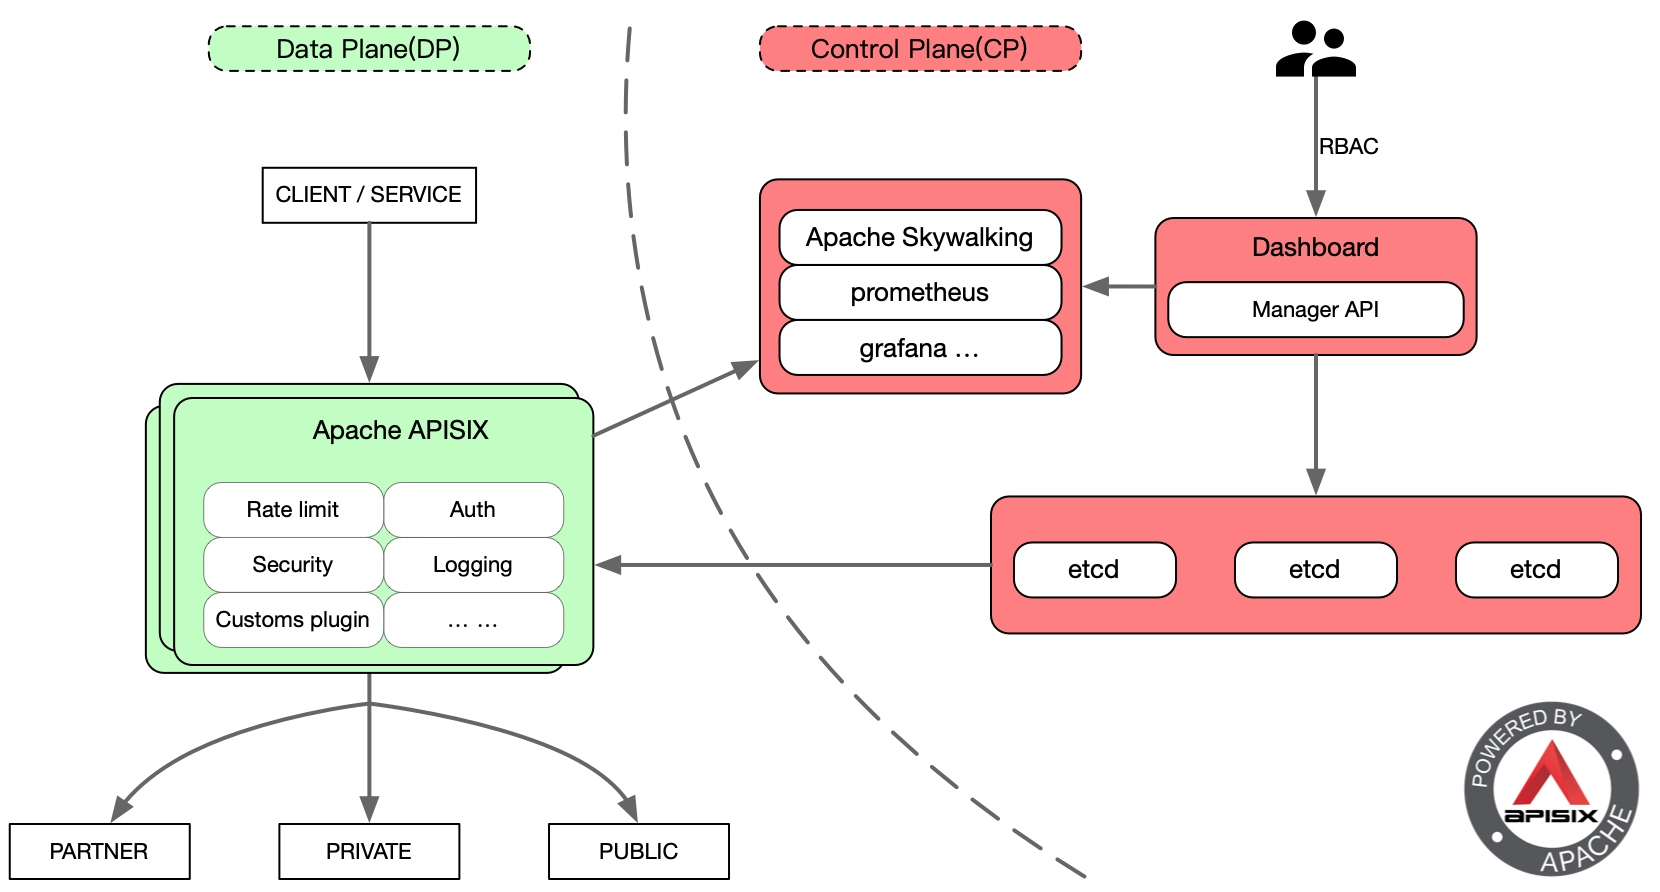 Data Plane(DP)
Control Plane(CP)
RBAC
CLIENT / SERVICE
Apache Skywalking
prometheus
grafana ...
Dashboard
Manager API
Apache APISIX
Rate limit
Auth
Security
Logging
Customs plugin
... ...
etcd
etcd
etcd
PARTNER
PRIVATE
PUBLIC
POWERED BY
APISIX
APACHE